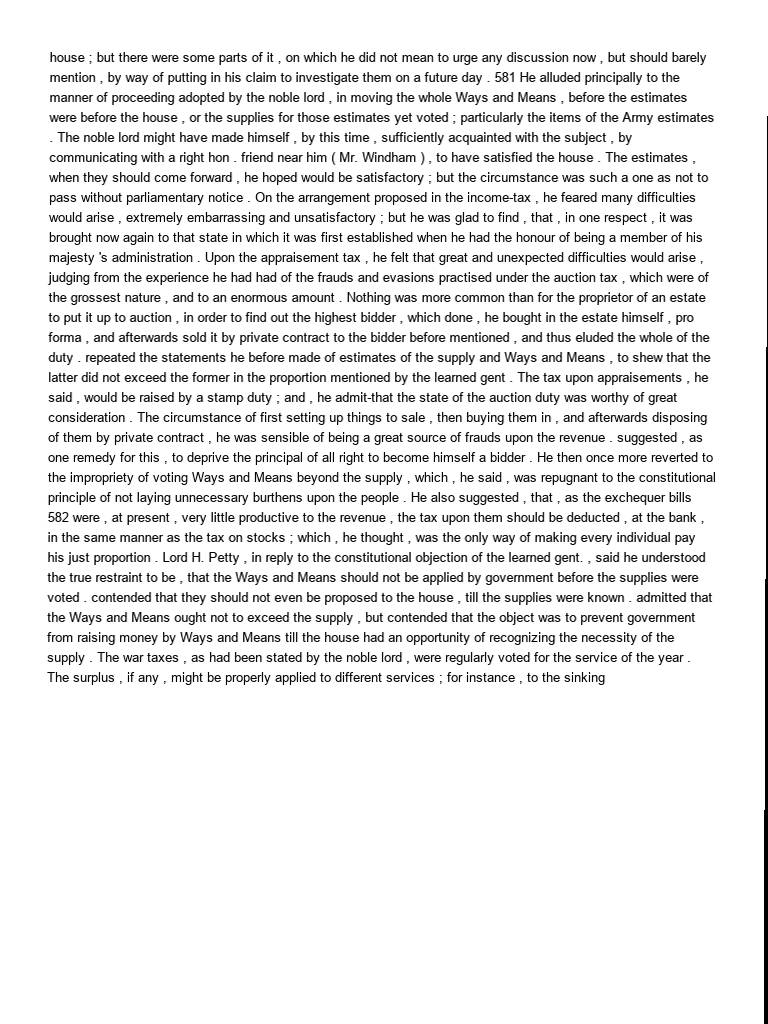 house ; but there were some parts of it , on which he did not mean to urge any discussion now , but should barely
mention , by way of putting in his claim to investigate them on a future day . 581 He alluded principally to the
manner of proceeding adopted by the noble lord , in moving the whole Ways and Means , before the estimates
were before the house , or the supplies for those estimates yet voted ; particularly the items of the Army estimates
. The noble lord might have made himself , by this time , sufficiently acquainted with the subject , by
communicating with a right hon . friend near him ( Mr. Windham ) , to have satisfied the house . The estimates ,
when they should come forward , he hoped would be satisfactory ; but the circumstance was such a one as not to
pass without parliamentary notice . On the arrangement proposed in the income-tax , he feared many difficulties
would arise , extremely embarrassing and unsatisfactory ; but he was glad to find , that , in one respect , it was
brought now again to that state in which it was first established when he had the honour of being a member of his
majesty 's administration . Upon the appraisement tax , he felt that great and unexpected difficulties would arise ,
judging from the experience he had had of the frauds and evasions practised under the auction tax , which were of
the grossest nature , and to an enormous amount . Nothing was more common than for the proprietor of an estate
to put it up to auction , in order to find out the highest bidder , which done , he bought in the estate himself , pro
forma , and afterwards sold it by private contract to the bidder before mentioned , and thus eluded the whole of the
duty . repeated the statements he before made of estimates of the supply and Ways and Means , to shew that the
latter did not exceed the former in the proportion mentioned by the learned gent . The tax upon appraisements , he
said , would be raised by a stamp duty ; and , he admit-that the state of the auction duty was worthy of great
consideration . The circumstance of first setting up things to sale , then buying them in , and afterwards disposing
of them by private contract , he was sensible of being a great source of frauds upon the revenue . suggested , as
one remedy for this , to deprive the principal of all right to become himself a bidder . He then once more reverted to
the impropriety of voting Ways and Means beyond the supply , which , he said , was repugnant to the constitutional
principle of not laying unnecessary burthens upon the people . He also suggested , that , as the exchequer bills
582 were , at present , very little productive to the revenue , the tax upon them should be deducted , at the bank ,
in the same manner as the tax on stocks ; which , he thought , was the only way of making every individual pay
his just proportion . Lord H. Petty , in reply to the constitutional objection of the learned gent. , said he understood
the true restraint to be , that the Ways and Means should not be applied by government before the supplies were
voted . contended that they should not even be proposed to the house , till the supplies were known . admitted that
the Ways and Means ought not to exceed the supply , but contended that the object was to prevent government
from raising money by Ways and Means till the house had an opportunity of recognizing the necessity of the
supply . The war taxes , as had been stated by the noble lord , were regularly voted for the service of the year .
The surplus , if any , might be properly applied to different services ; for instance , to the sinking